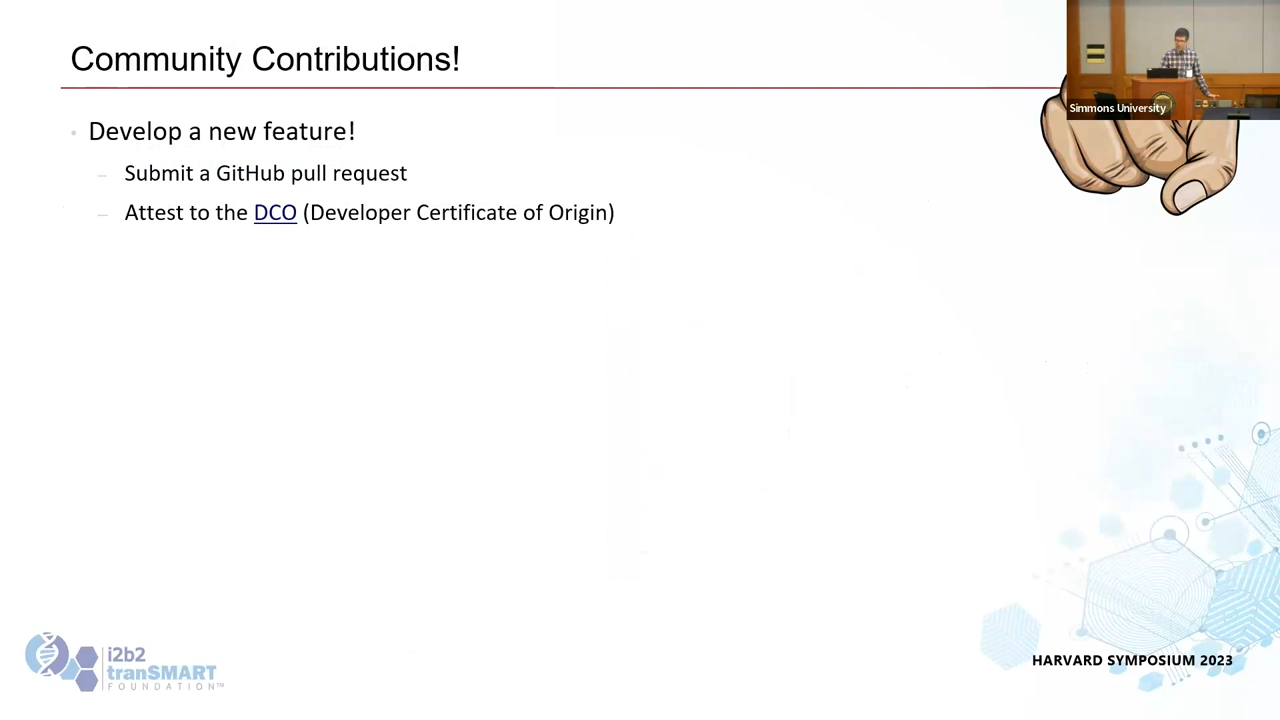 Community Contributions!
Simmons University
• Develop a new feature!
– Submit a GitHub pull request
– Attest to the DCO (Developer Certificate of Origin)
i2b2
tranSMART
FOUNDATION™
HARVARD SYMPOSIUM 2023